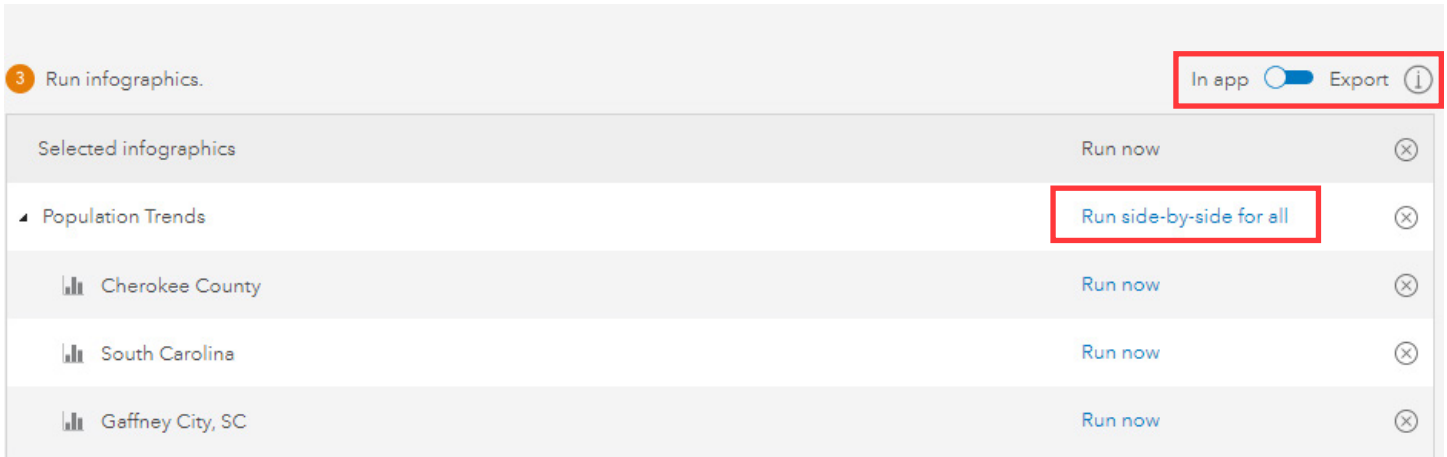 3 Run infographics. In app Export i
Selected infographics Run now
Population Trends Run side-by-side for all
Cherokee County Run now
South Carolina Run now
Gaffney City, SC Run now